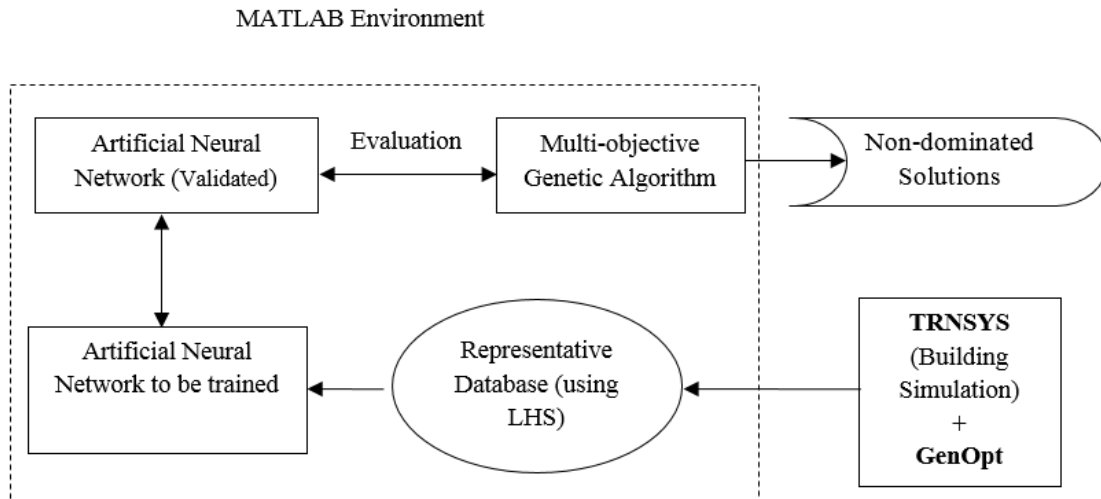 MATLAB Environment
Artificial Neural
Network (Validated)
Evaluation
Multi-objective
Genetic Algorithm
Non-dominated
Solutions
Artificial Neural
Network to be trained
Representative
Database (using
LHS)
TRNSYS
(Building
Simulation)
+
GenOpt